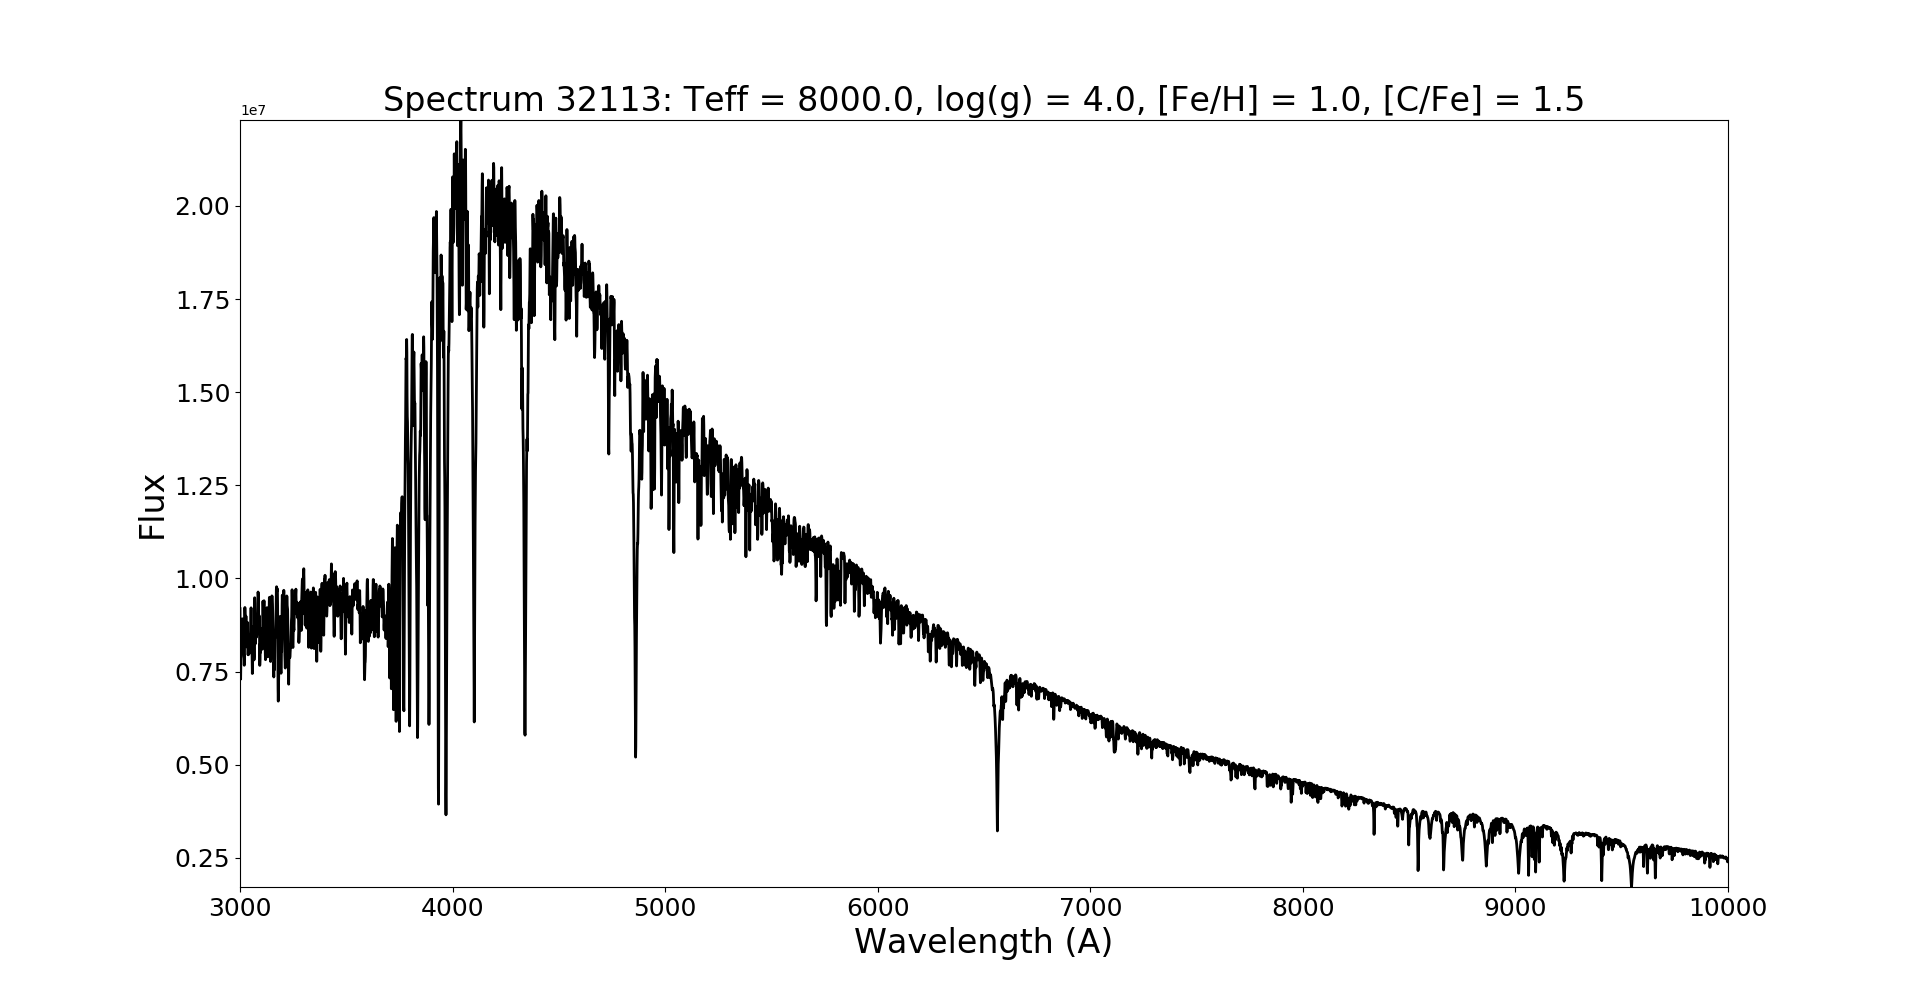 Spectrum 32113: Teff = 8000.0, log(g) = 4.0, [Fe/H] = 1.0, [C/Fe] = 1.5
1e7
2.00
1.75
1.50
1.25
1.00
0.75
0.50
0.25
Flux
3000 4000 5000 6000 7000 8000 9000 10000
Wavelength (A)